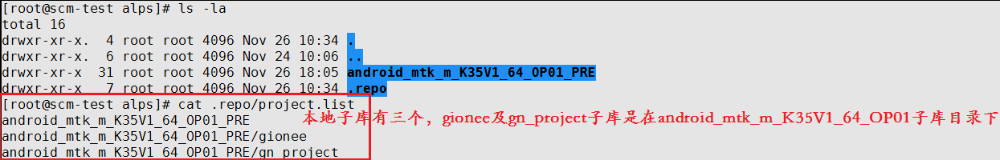 [root@scm-test alps]# ls -la
total 16
drwxr-xr-x.  4 root root 4096 Nov 26 10:34 .
drwxr-xr-x.  6 root root 4096 Nov 24 10:06 ..
drwxr-xr-x  31 root root 4096 Nov 26 18:05 android_mtk_m_K35V1_64_OP01_PRE
drwxr-xr-x   7 root root 4096 Nov 26 10:34 .repo
[root@scm-test alps]# cat .repo/project.list
android_mtk_m_K35V1_64_OP01_PRE
本地子库有三个，gionee及gn_project子库是在android_mtk_m_K35V1_64_OP01子库目录下
android_mtk_m_K35V1_64_OP01_PRE/gionee
android_mtk_m_K35V1_64_OP01_PRE/gn_project